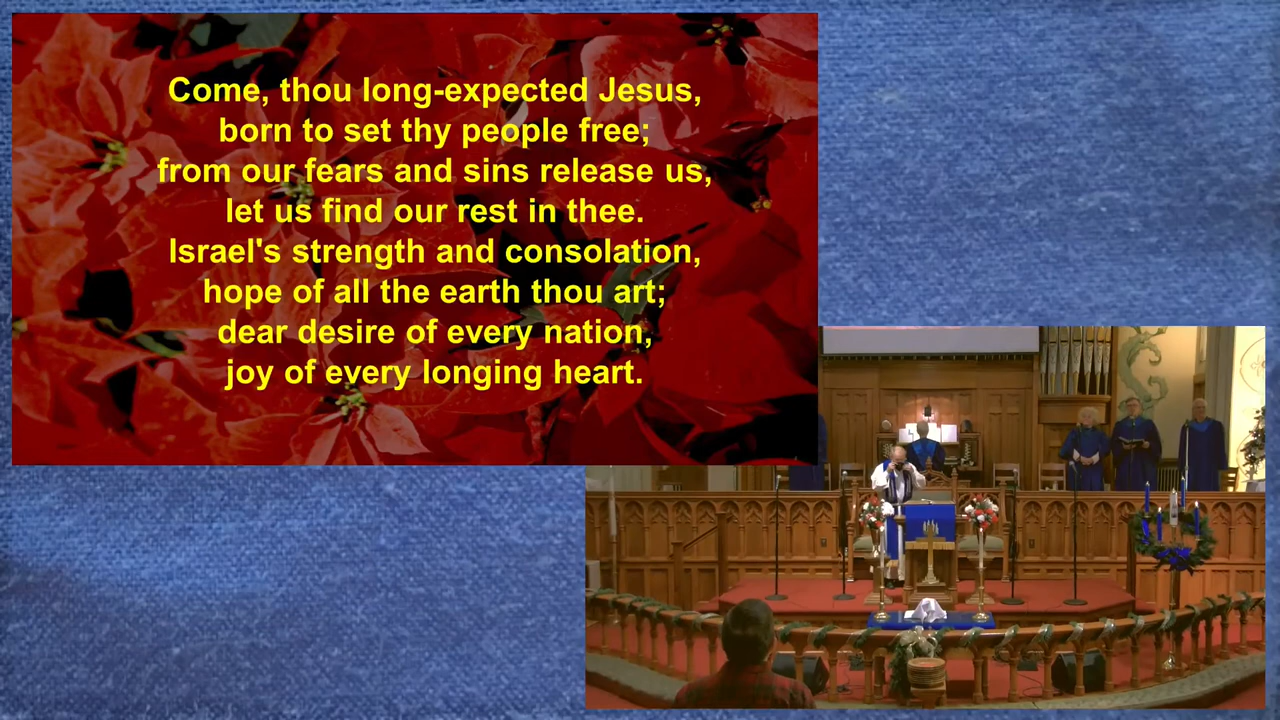 Come, thou long-expected Jesus,
born to set thy people free;
from our fears and sins release us,
let us find our rest in thee.
Israel's strength and consolation,
hope of all the earth thou art;
dear desire of every nation,
joy of every longing heart.